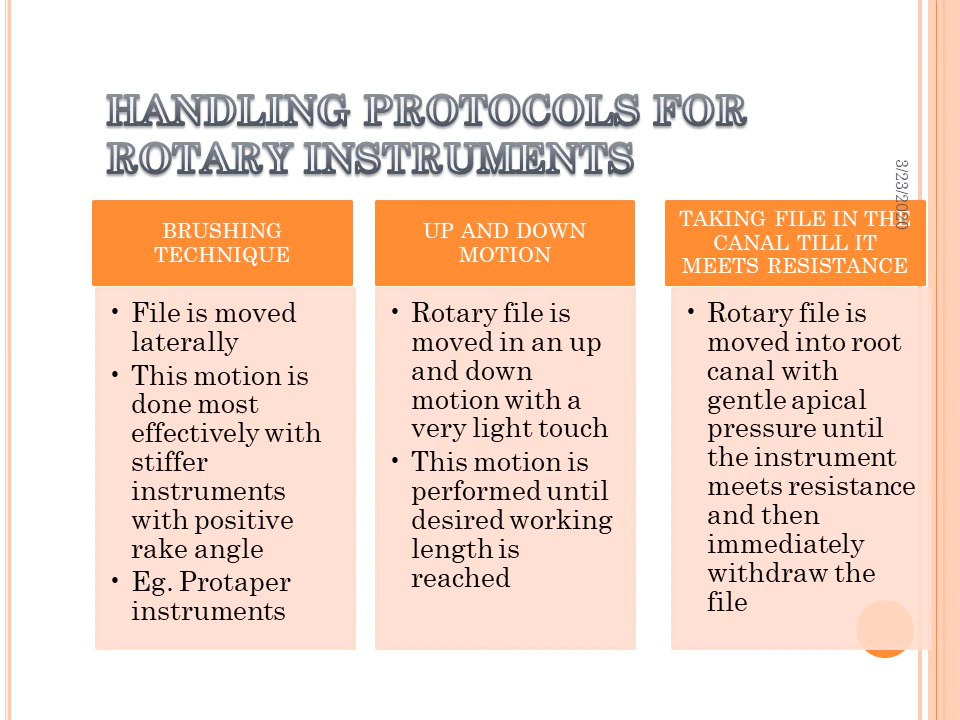 HANDLING PROTOCOLS FOR
ROTARY INSTRUMENTS
3/23/2020
BRUSHING
TECHNIQUE
• File is moved
laterally
• This motion is
done most
effectively with
stiffer
instruments
with positive
rake angle
• Eg. Protaper
instruments
UP AND DOWN
MOTION
• Rotary file is
moved in an up
and down
motion with a
very light touch
• This motion is
performed until
desired working
length is
reached
TAKING FILE IN THE
CANAL TILL IT
MEETS RESISTANCE
• Rotary file is
moved into root
canal with
gentle apical
pressure until
the instrument
meets resistance
and then
immediately
withdraw the
file